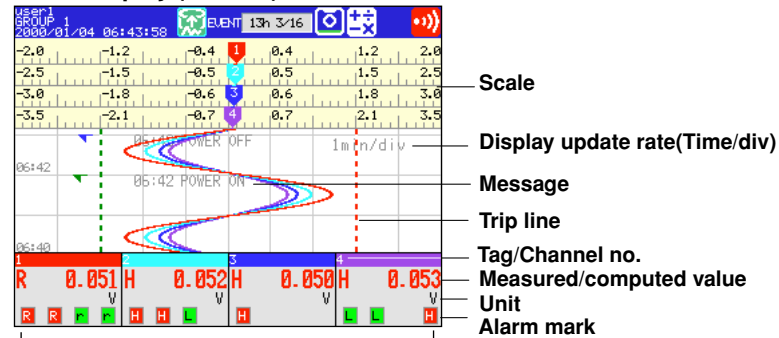 user1
GROUP 1
2000/01/04 06:43:58
EVENT 13h 3/16
-2.0 -1.2 -0.4 1 0.4 1.2 2.0
-2.5 -1.5 -0.5 2 0.5 1.5 2.5
-3.0 -1.8 -0.6 3 0.6 1.8 3.0
-3.5 -2.1 -0.7 4 0.7 2.1 3.5
Scale
POWER OFF
1min/div
Display update rate(Time/div)
06:42
06:42 POWER ON
Message
Trip line
06:40
1 2 3 4
Tag/Channel no.
R 0.051 H 0.052 H 0.050 H 0.053
Measured/computed value
V V V V
Unit
R R r r H H L H L L H
Alarm mark